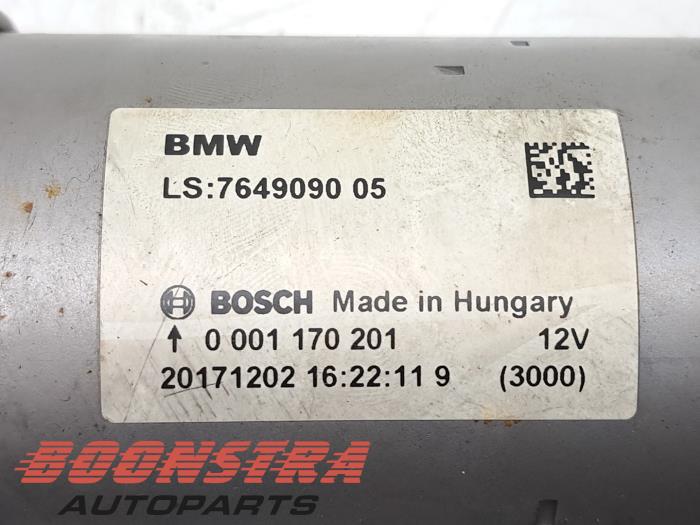 BMW
LS:7649090 05
BOSCH Made in Hungary
↑ 0 001 170 201 12V
20171202 16:22:11 9 (3000)
BOONSTRA
AUTOPARTS